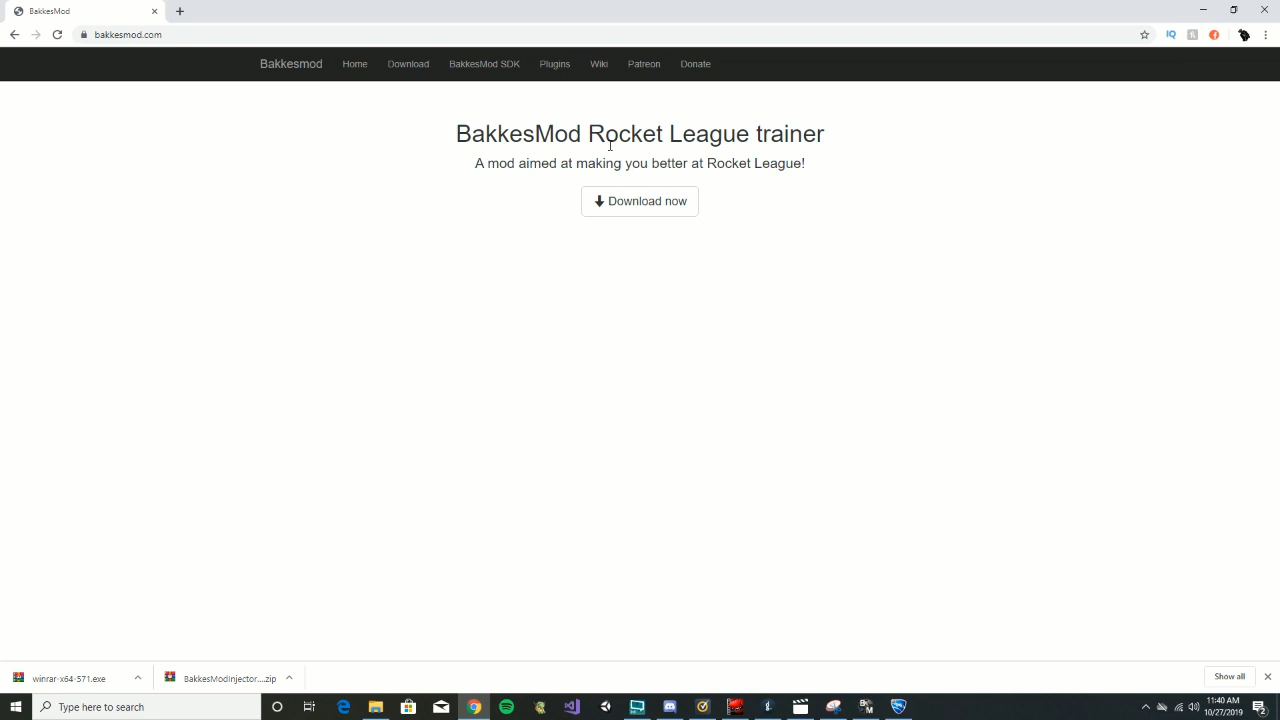 BakkesMod
bakkesmod.com
IQ
Bakkesmod Home Download BakkesMod SDK Plugins Wiki Patreon Donate
BakkesMod Rocket League trainer
A mod aimed at making you better at Rocket League!
Download now
winrar-x64-571.exe
BakkesModInjector....zip
Show all
Type here to search
11:40 AM
10/27/2019
2